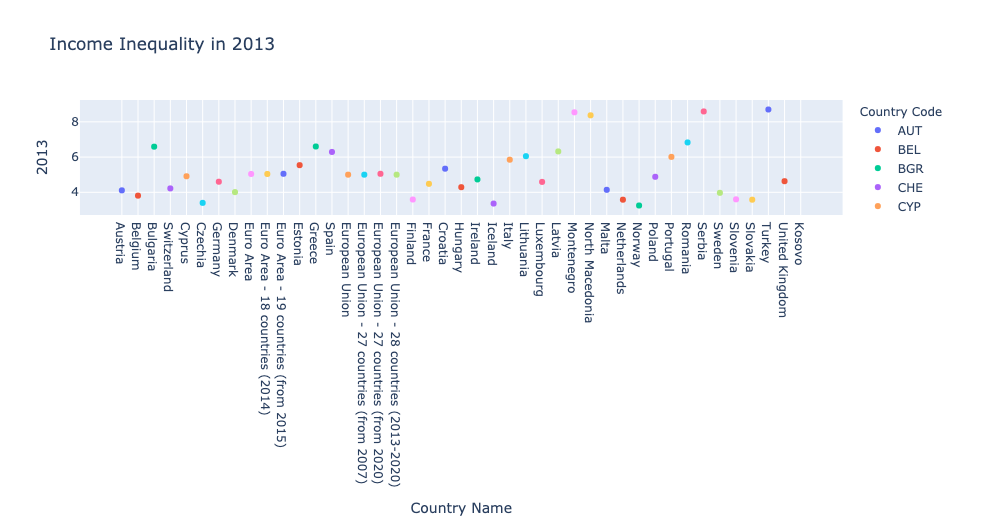 Income Inequality in 2013
2013
8
6
4
Country Code
AUT
BEL
BGR
CHE
CYP
Austria
Belgium
Bulgaria
Switzerland
Cyprus
Czechia
Germany
Denmark
Euro Area
Euro Area - 18 countries (2014)
Euro Area - 19 countries (from 2015)
Estonia
Greece
Spain
European Union
European Union - 27 countries (from 2007)
European Union - 27 countries (from 2020)
European Union - 28 countries (2013-2020)
Finland
France
Croatia
Hungary
Ireland
Iceland
Italy
Lithuania
Luxembourg
Latvia
Montenegro
North Macedonia
Malta
Netherlands
Norway
Poland
Portugal
Romania
Serbia
Sweden
Slovenia
Slovakia
Turkey
United Kingdom
Kosovo
Country Name